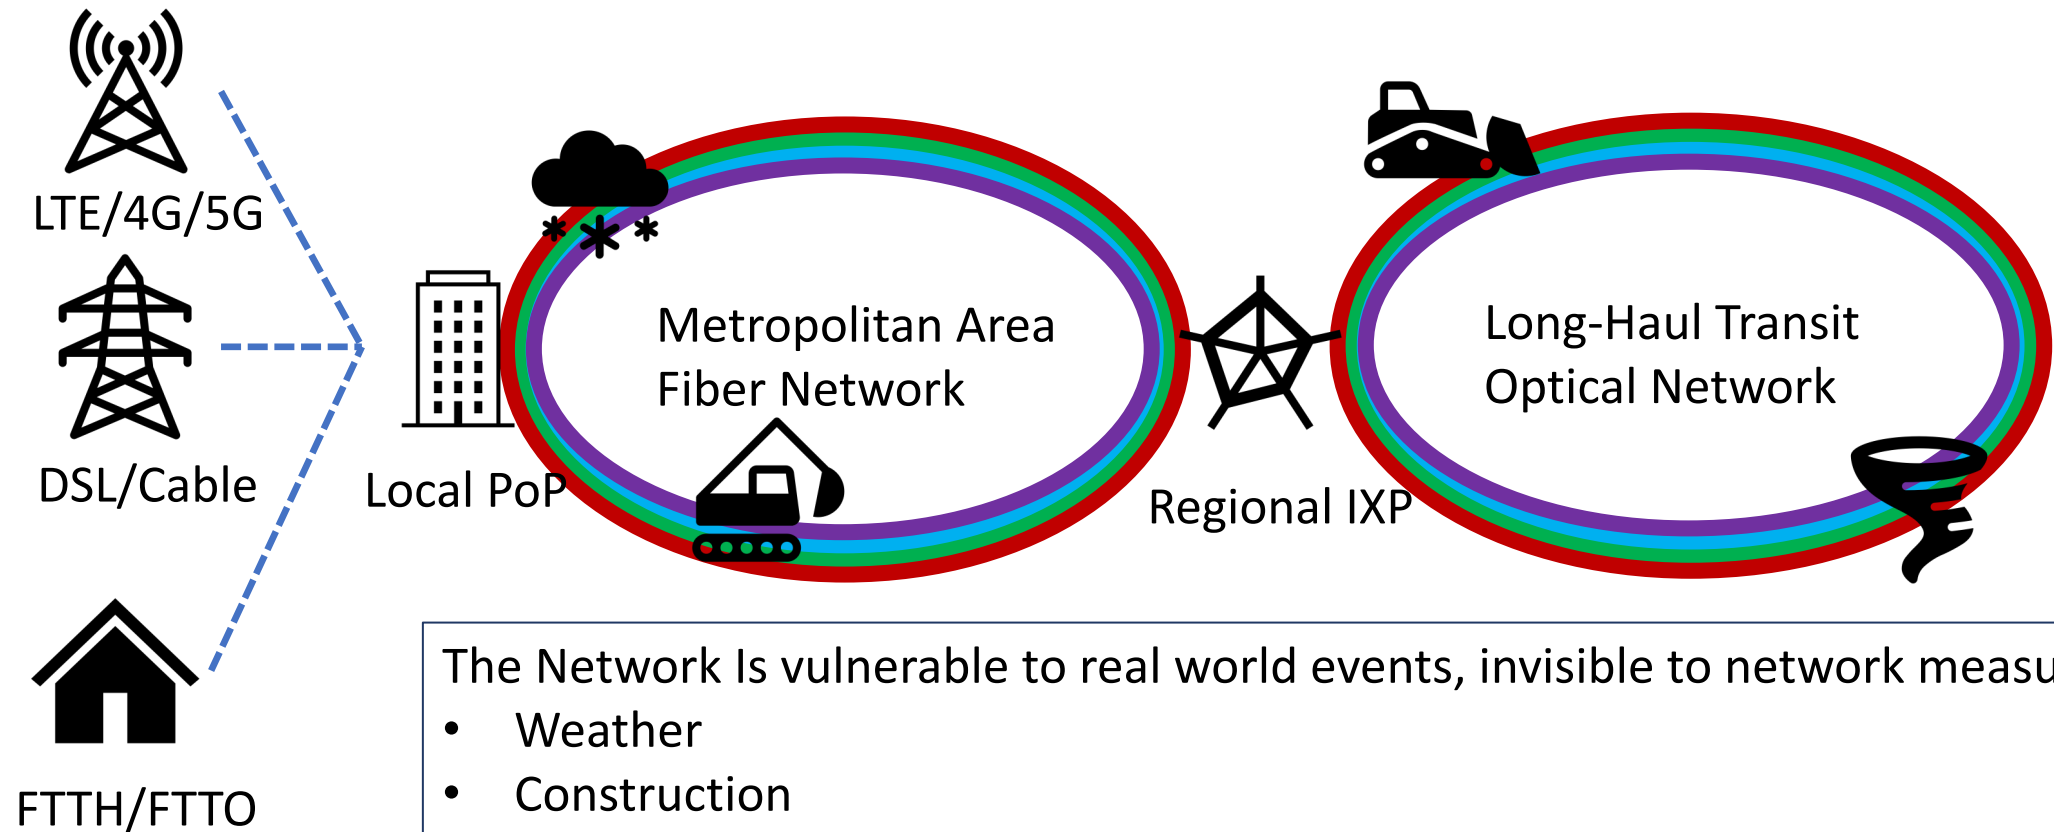 LTE/4G/5G
DSL/Cable
FTTH/FTTO
Local PoP
Metropolitan Area
Fiber Network
Regional IXP
Long-Haul Transit
Optical Network
The Network Is vulnerable to real world events, invisible to network measu
• Weather
• Construction